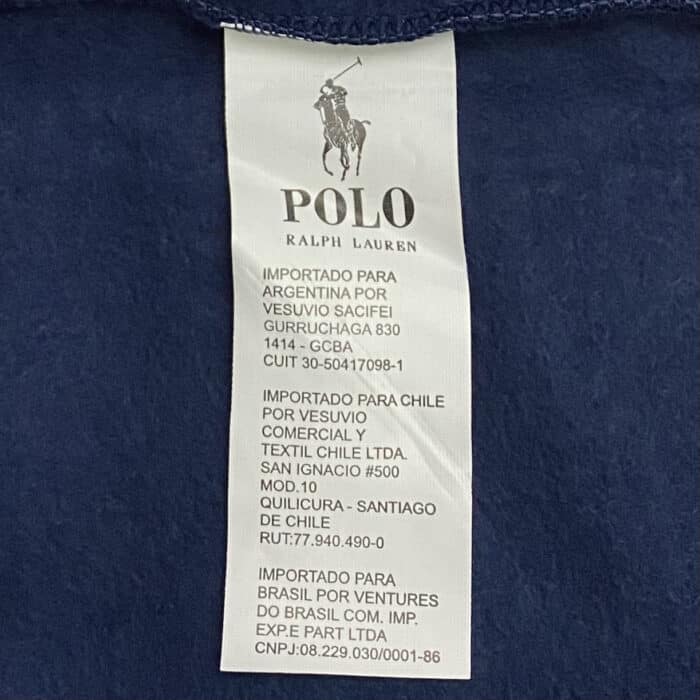 POLO
RALPH LAUREN
IMPORTADO PARA
ARGENTINA POR
VESUVIO SACIFEI
GURRUCHAGA 830
1414 - GCBA
CUIT 30-50417098-1
IMPORTADO PARA CHILE
POR VESUVIO
COMERCIAL Y
TEXTIL CHILE LTDA.
SAN IGNACIO #500
MOD.10
QUILICURA - SANTIAGO
DE CHILE
RUT:77.940.490-0
IMPORTADO PARA
BRASIL POR VENTURES
DO BRASIL COM. IMP.
EXP.E PART LTDA
CNPJ:08.229.030/0001-86